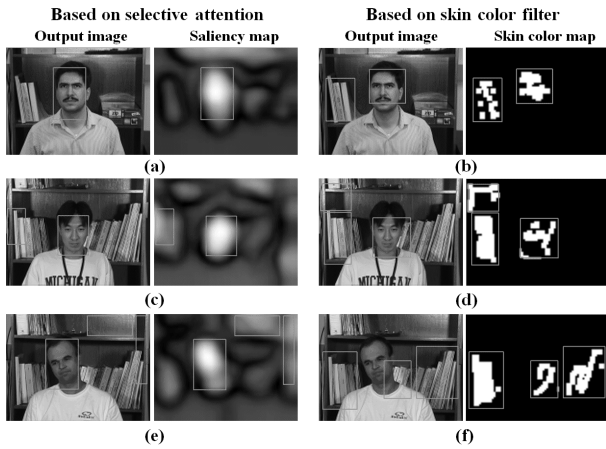 Based on selective attention
Based on skin color filter
Output image
Saliency map
Output image
Skin color map
(a)
(b)
MICHIGAN
MICHIGAN
(c)
(d)
(e)
(f)